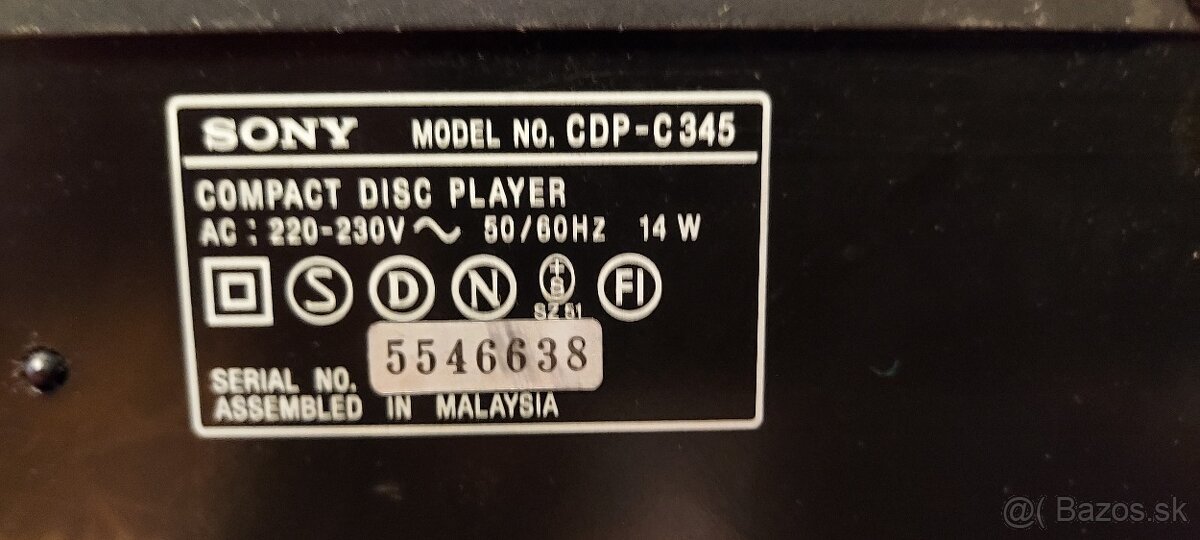 SONY MODEL NO. CDP-C345
COMPACT DISC PLAYER
AC : 220-230V ~ 50/60Hz 14 W
S D N +S FI
SZ 51
SERIAL NO. 5546638
ASSEMBLED IN MALAYSIA
@( Bazos.sk